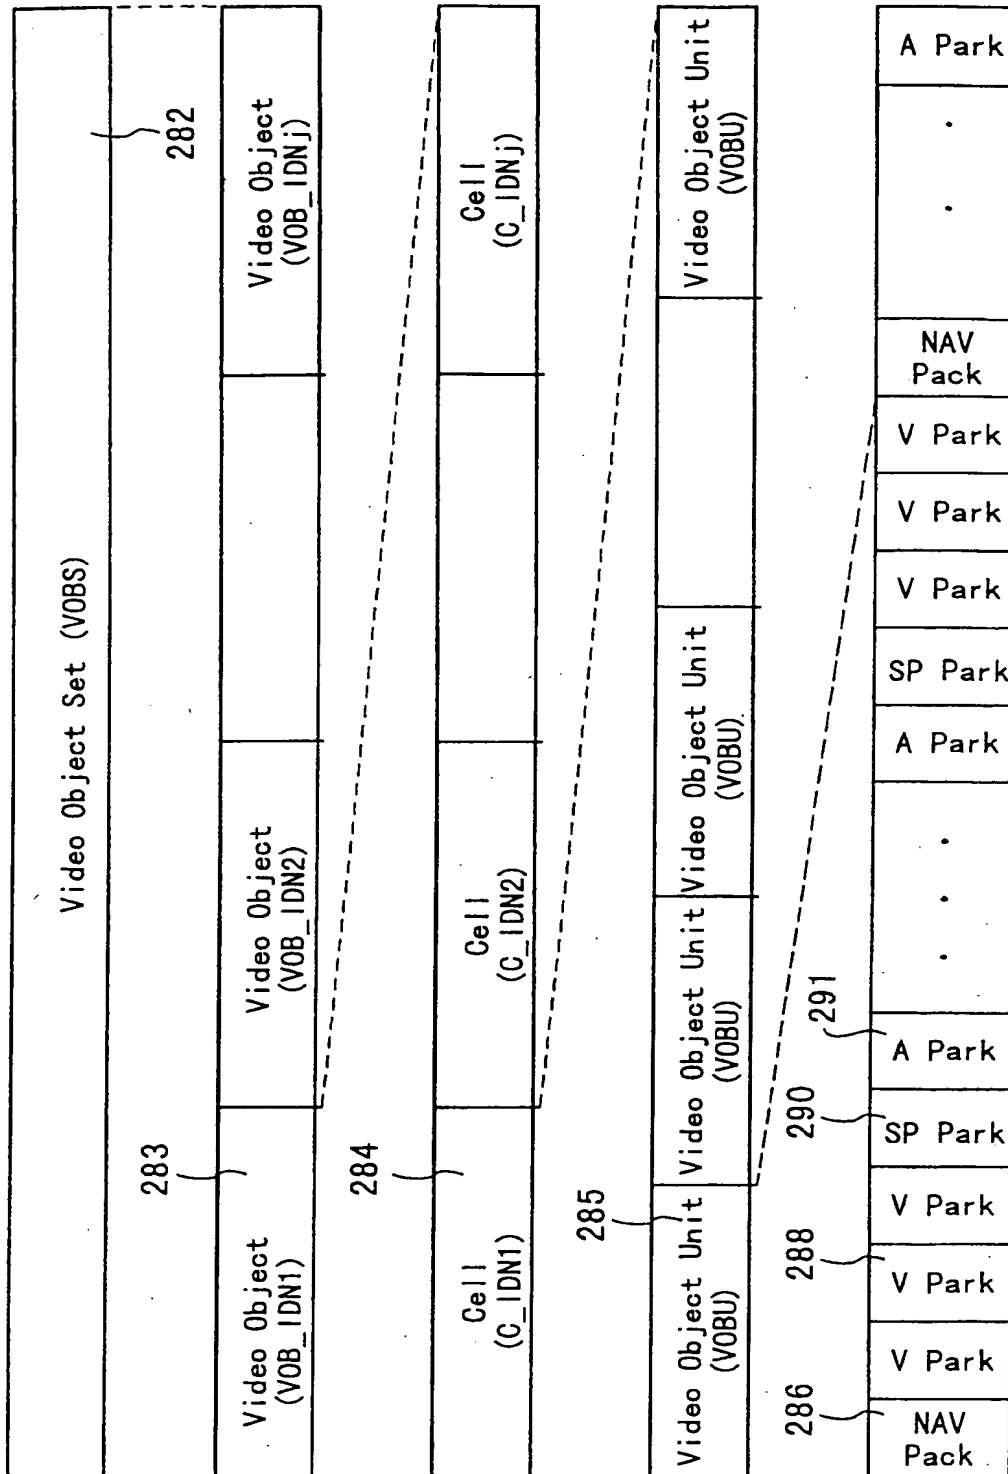 Video Object Set (VOBS)
282
Video Object
(VOB_IDN1)
Video Object
(VOB_IDN2)
Video Object
(VOB_IDNj)
283
Cell
(C_IDN1)
Cell
(C_IDN2)
Cell
(C_IDNj)
284
Video Object Unit
(VOBU)
Video Object Unit
(VOBU)
Video Object Unit
(VOBU)
Video Object Unit
(VOBU)
285
NAV
Pack
V Park
V Park
V Park
SP Park
A Park
. . .
A Park
SP Park
V Park
V Park
V Park
NAV
Pack
. .
A Park
286
288
290
291